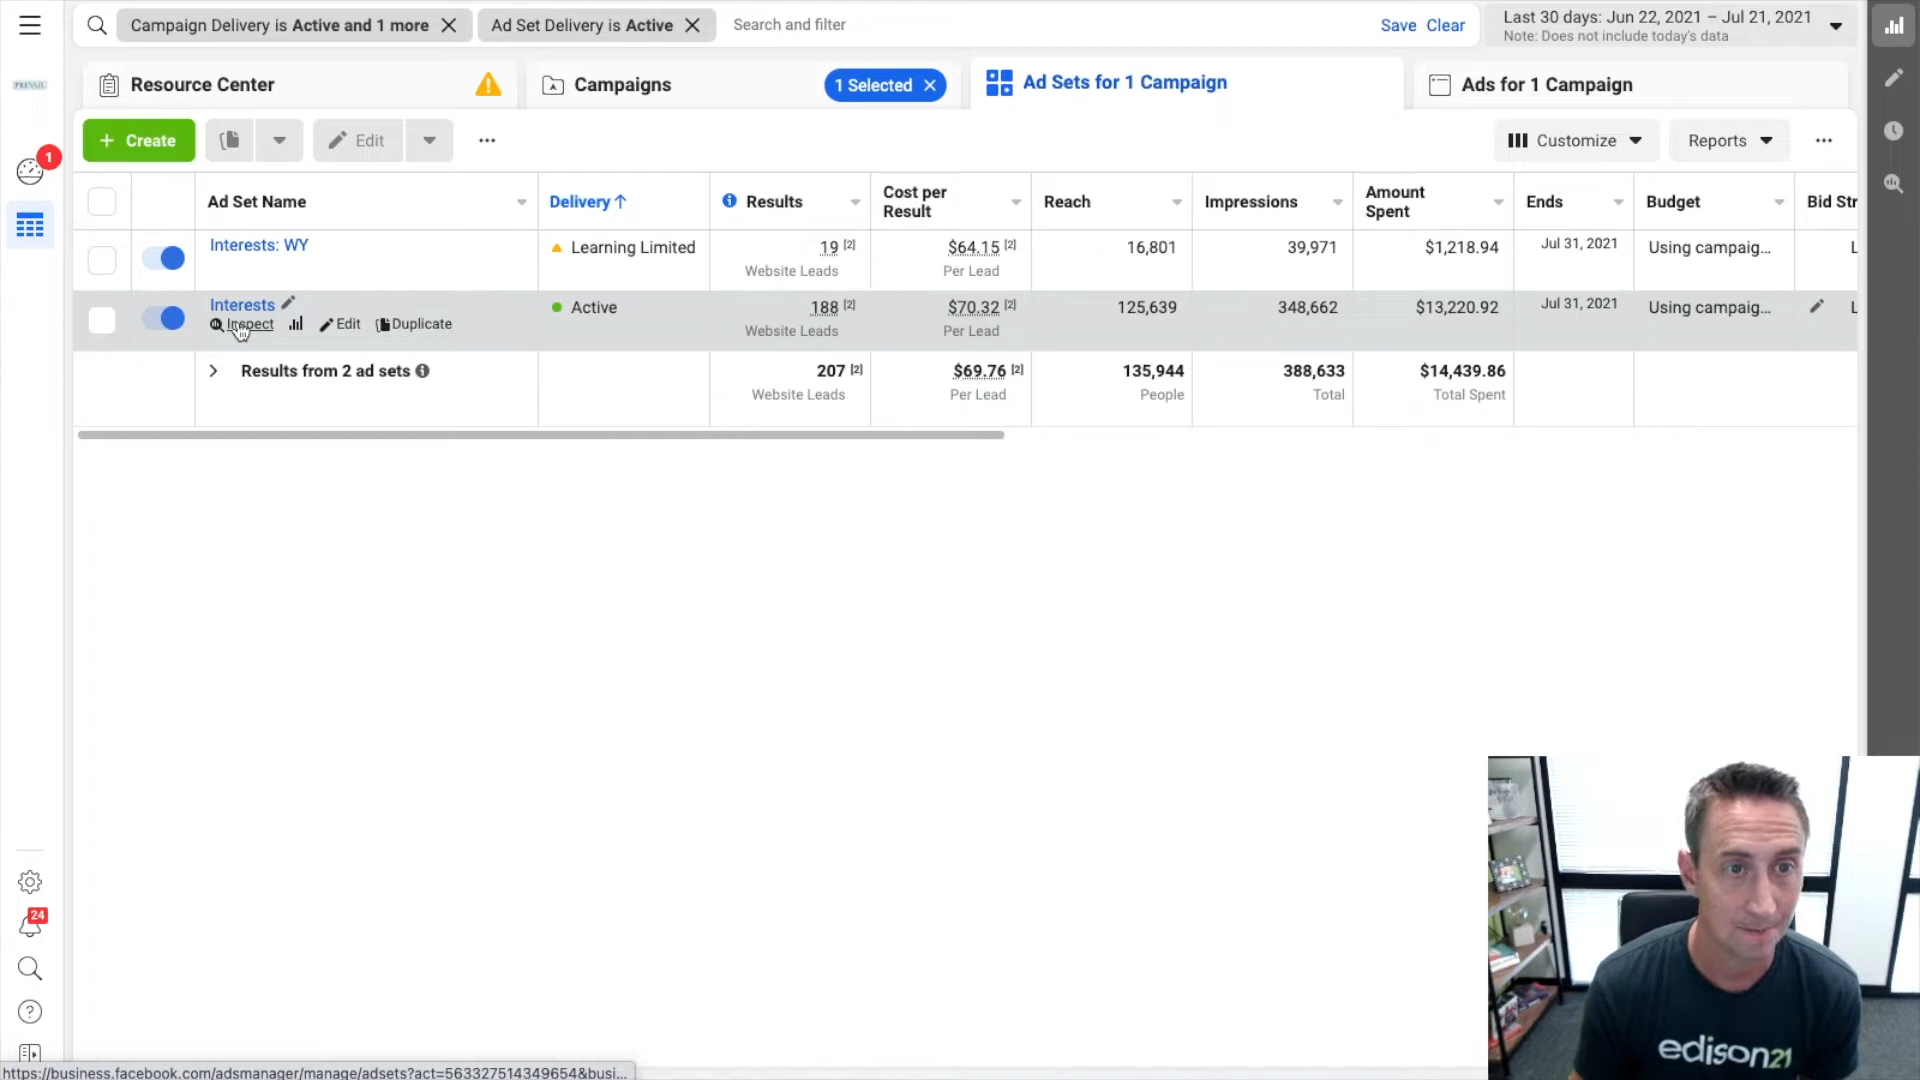 Campaign Delivery is Active and 1 more
Ad Set Delivery is Active
Search and filter
Save Clear
Last 30 days: Jun 22, 2021 – Jul 21, 2021
Note: Does not include today's data
PREVAIL
Resource Center
Campaigns
1 Selected
Ad Sets for 1 Campaign
Ads for 1 Campaign
+ Create
Edit
Customize
Reports
1
Ad Set Name
Delivery↑
Results
Cost per
Result
Reach
Impressions
Amount
Spent
Ends
Budget
Bid Str
Interests: WY
Learning Limited
19 [2]
Website Leads
$64.15 [2]
Per Lead
16,801
39,971
$1,218.94
Jul 31, 2021
Using campaig...
L
Interests
Inspect
Edit
Duplicate
Active
188 [2]
Website Leads
$70.32 [2]
Per Lead
125,639
348,662
$13,220.92
Jul 31, 2021
Using campaig...
L
Results from 2 ad sets
207 [2]
Website Leads
$69.76 [2]
Per Lead
135,944
People
388,633
Total
$14,439.86
Total Spent
24
edison21
https://business.facebook.com/adsmanager/manage/adsets?act=563327514349654&busi...